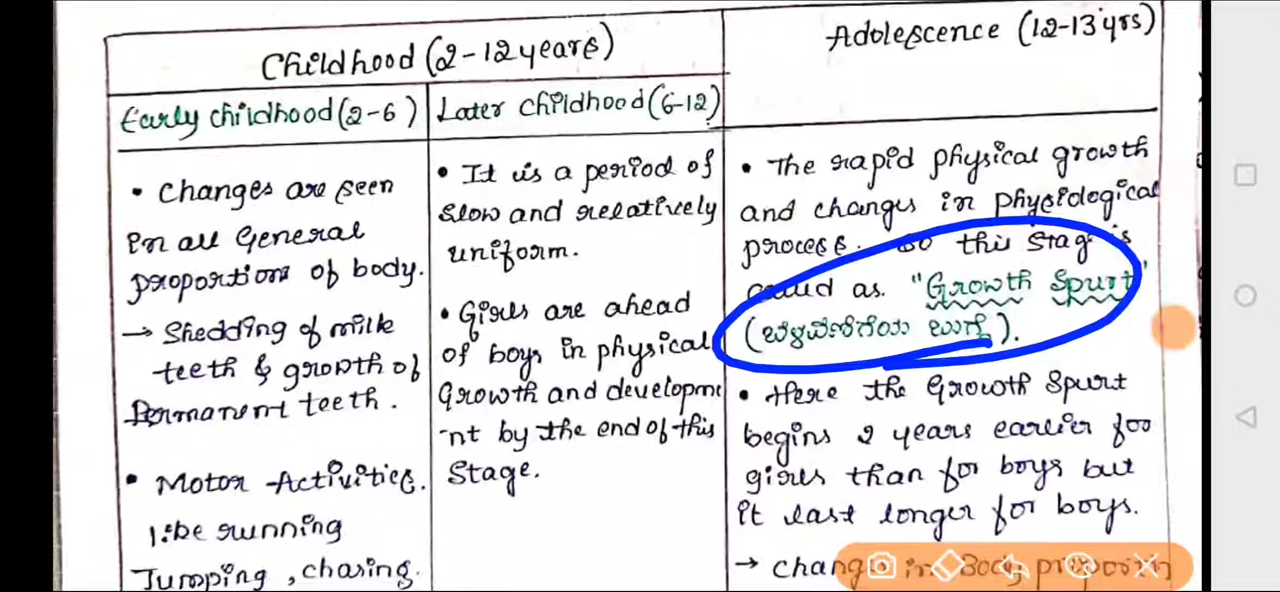 Childhood (2-12 years)
Adolescence (12-13 yrs)
Early childhood (2-6)
Later childhood (6-12)
• Changes are seen
in all General
proportions of body.
→ Shedding of milk
teeth & growth of
Permanent teeth.
• Motor Activities.
like running
Jumping, chasing.
• It is a period of
slow and relatively
uniform.
• Girls are ahead
of boys in physical
Growth and developme
nt by the end of this
Stage.
• The rapid physical growth
and changes in physiological
process. So this Stage is
called as. "Growth Spurt"
(ಬೆಳವಣಿಗೆಯ ಬುಗ್ಗೆ).
• Here the Growth Spurt
begins 2 years earlier for
girls than for boys but
it last longer for boys.
→ Change in Body